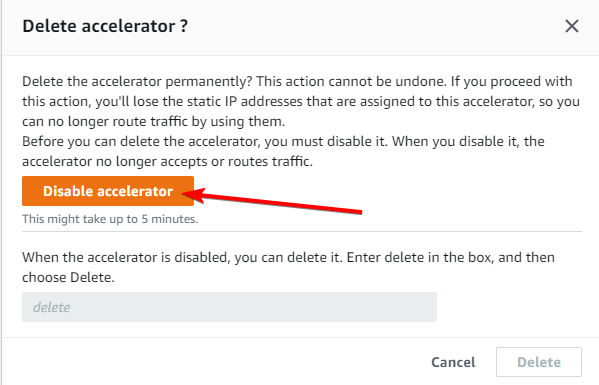 Delete accelerator ?
Delete the accelerator permanently? This action cannot be undone. If you proceed with
this action, you'll lose the static IP addresses that are assigned to this accelerator, so you
can no longer route traffic by using them.
Before you can delete the accelerator, you must disable it. When you disable it, the
accelerator no longer accepts or routes traffic.
Disable accelerator
This might take up to 5 minutes.
When the accelerator is disabled, you can delete it. Enter delete in the box, and then
choose Delete.
delete
Cancel Delete